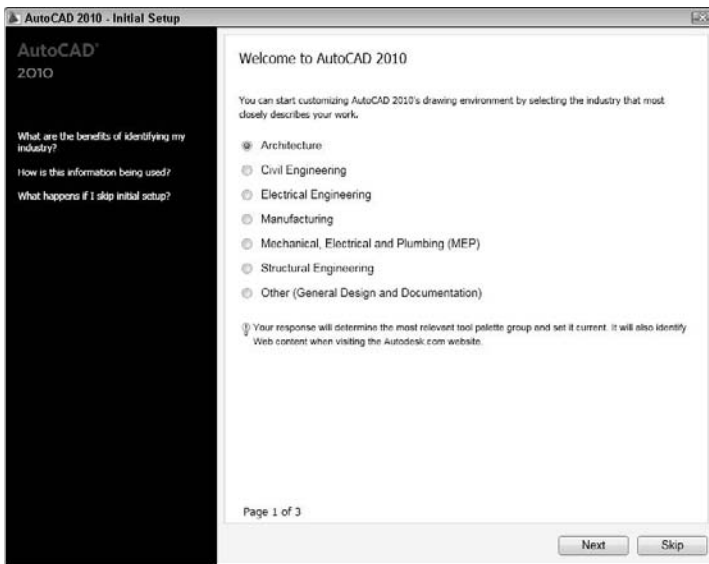 AutoCAD 2010 - Initial Setup
AutoCAD®
2010
What are the benefits of identifying my
industry?
How is this information being used?
What happens if I skip initial setup?
Welcome to AutoCAD 2010
You can start customizing AutoCAD 2010's drawing environment by selecting the industry that most
closely describes your work.
Architecture
Civil Engineering
Electrical Engineering
Manufacturing
Mechanical, Electrical and Plumbing (MEP)
Structural Engineering
Other (General Design and Documentation)
Your response will determine the most relevant tool palette group and set it current. It will also identify
Web content when visiting the Autodesk.com website.
Page 1 of 3
Next
Skip